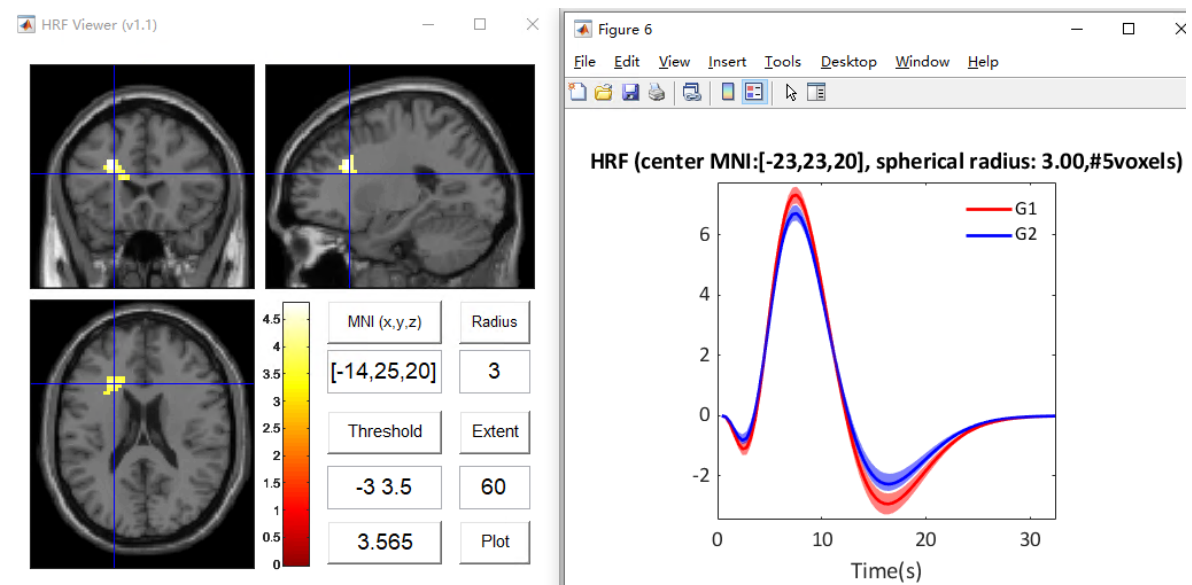 HRF Viewer (v1.1)
4.5
4
3.5
3
2.5
2
1.5
1
0.5
0
MNI (x,y,z)
Radius
[-14,25,20]
3
Threshold
Extent
-3 3.5
60
3.565
Plot
Figure 6
File Edit View Insert Tools Desktop Window Help
HRF (center MNI:[-23,23,20], spherical radius: 3.00,#5voxels)
G1
G2
6
4
2
0
-2
0 10 20 30
Time(s)